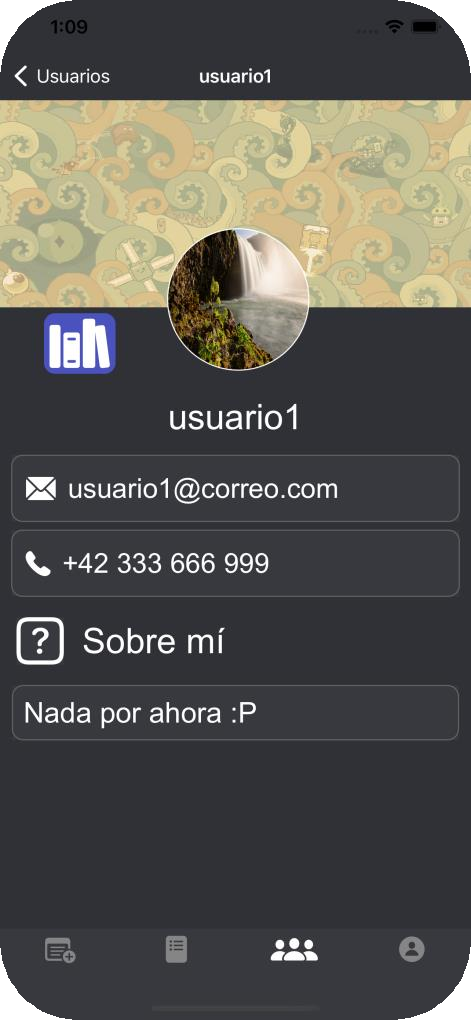 1:09
Usuarios
usuario1
usuario1
usuario1@correo.com
+42 333 666 999
? Sobre mí
Nada por ahora :P